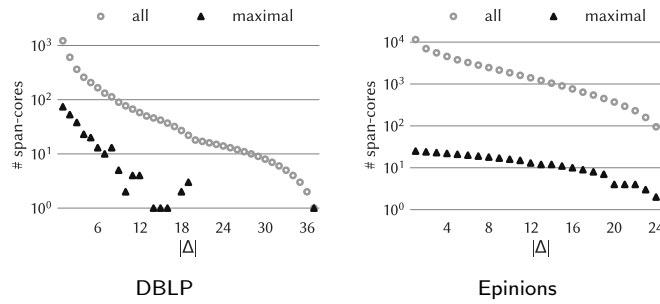 all maximal
# span-cores
10³
10²
10¹
10⁰
6 12 18 24 30 36
|Δ|
DBLP
all maximal
# span-cores
10⁴
10³
10²
10¹
10⁰
4 8 12 16 20 24
|Δ|
Epinions